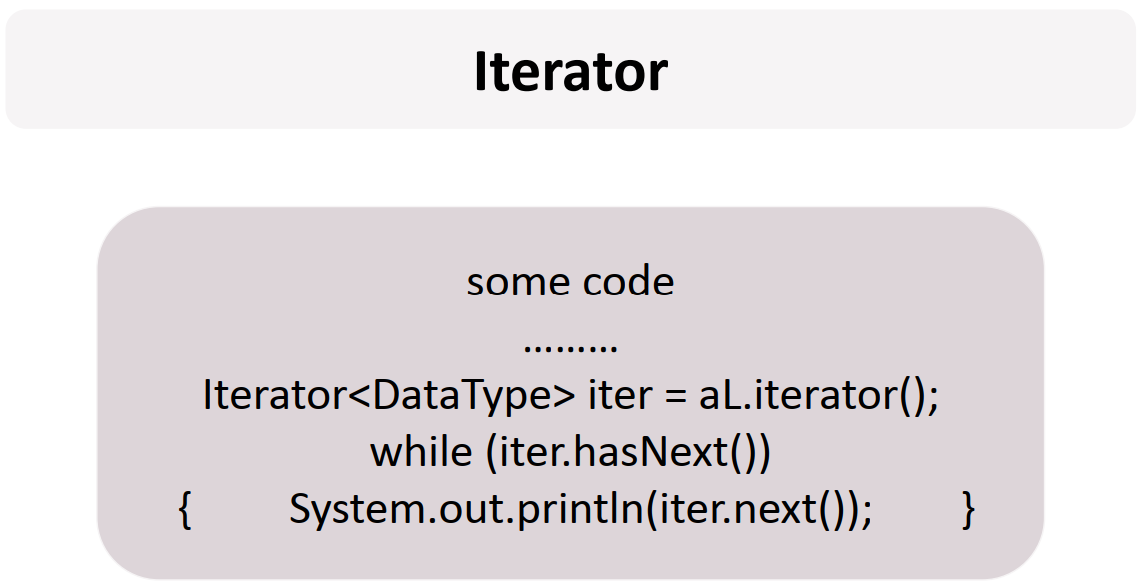 Iterator
some code
.........
Iterator<DataType> iter = aL.iterator();
while (iter.hasNext())
{ System.out.println(iter.next()); }